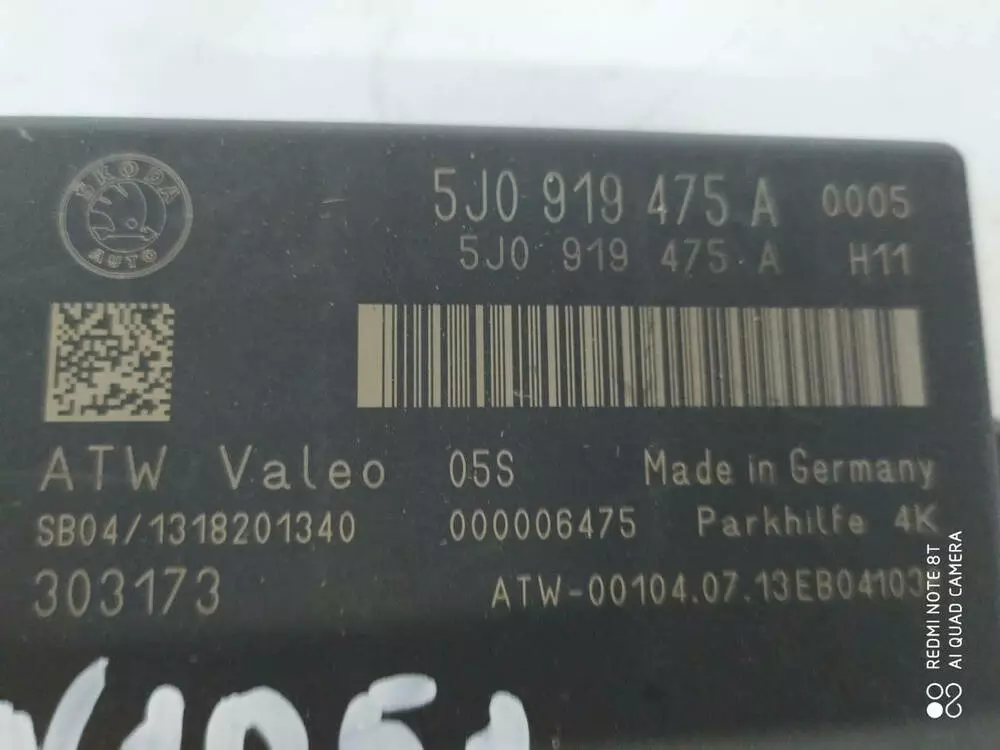 ŠKODA
AUTO
5J0 919 475 A 0005
5J0 919 475 A H11
ATW Valeo 05S Made in Germany
SB04/1318201340 000006475 Parkhilfe 4K
303173 ATW-00104.07.13EB04103
REDMI NOTE 8T
AI QUAD CAMERA